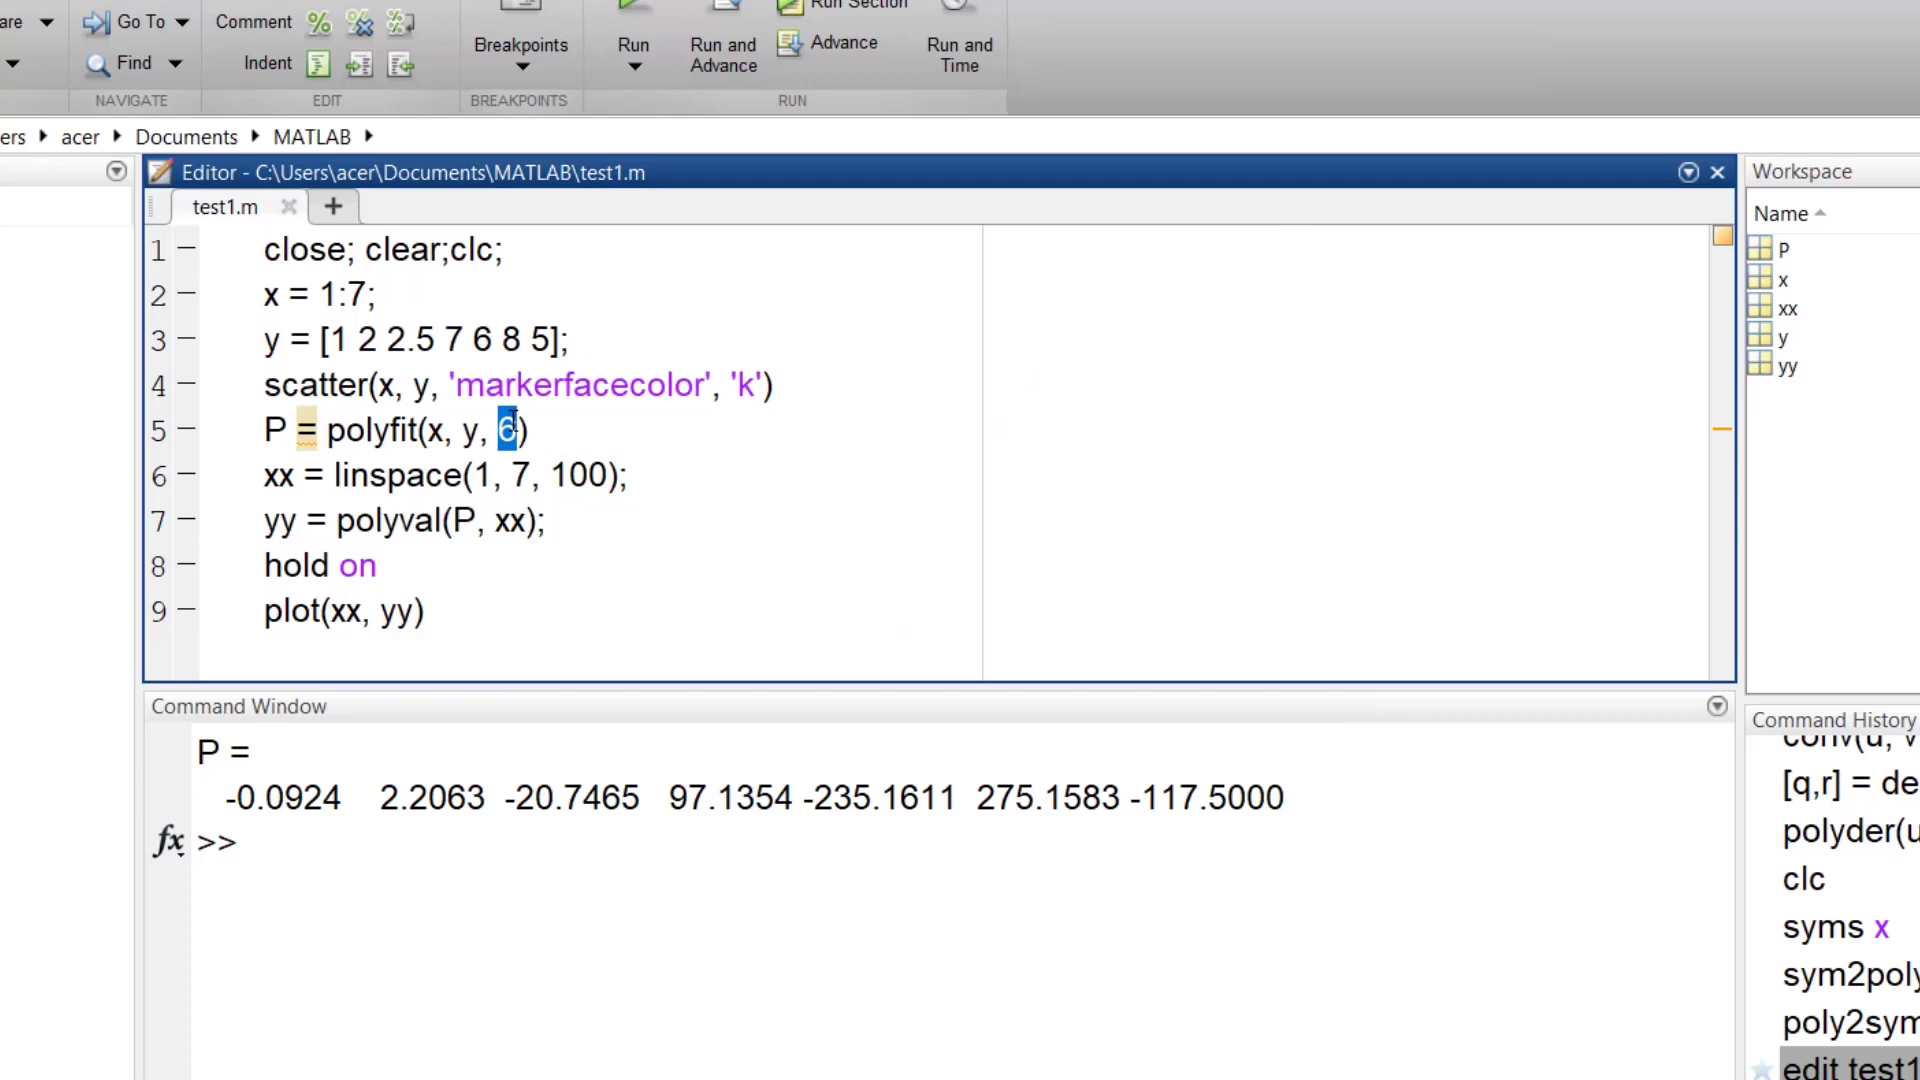 are Go To Comment
Find Indent
Breakpoints Run Run and Advance Run Section Advance Run and Time
NAVIGATE EDIT BREAKPOINTS RUN
ers acer Documents MATLAB
Editor - C:\Users\acer\Documents\MATLAB\test1.m
test1.m
1 close; clear;clc;
2 x = 1:7;
3 y = [1 2 2.5 7 6 8 5];
4 scatter(x, y, 'markerfacecolor', 'k')
5 P = polyfit(x, y, 6)
6 xx = linspace(1, 7, 100);
7 yy = polyval(P, xx);
8 hold on
9 plot(xx, yy)
Command Window
P =
-0.0924 2.2063 -20.7465 97.1354 -235.1611 275.1583 -117.5000
fx >>
Workspace
Name
P
x
xx
y
yy
Command History
conv(u, v
[q,r] = de
polyder(u
clc
syms x
sym2poly
poly2sym
edit test1